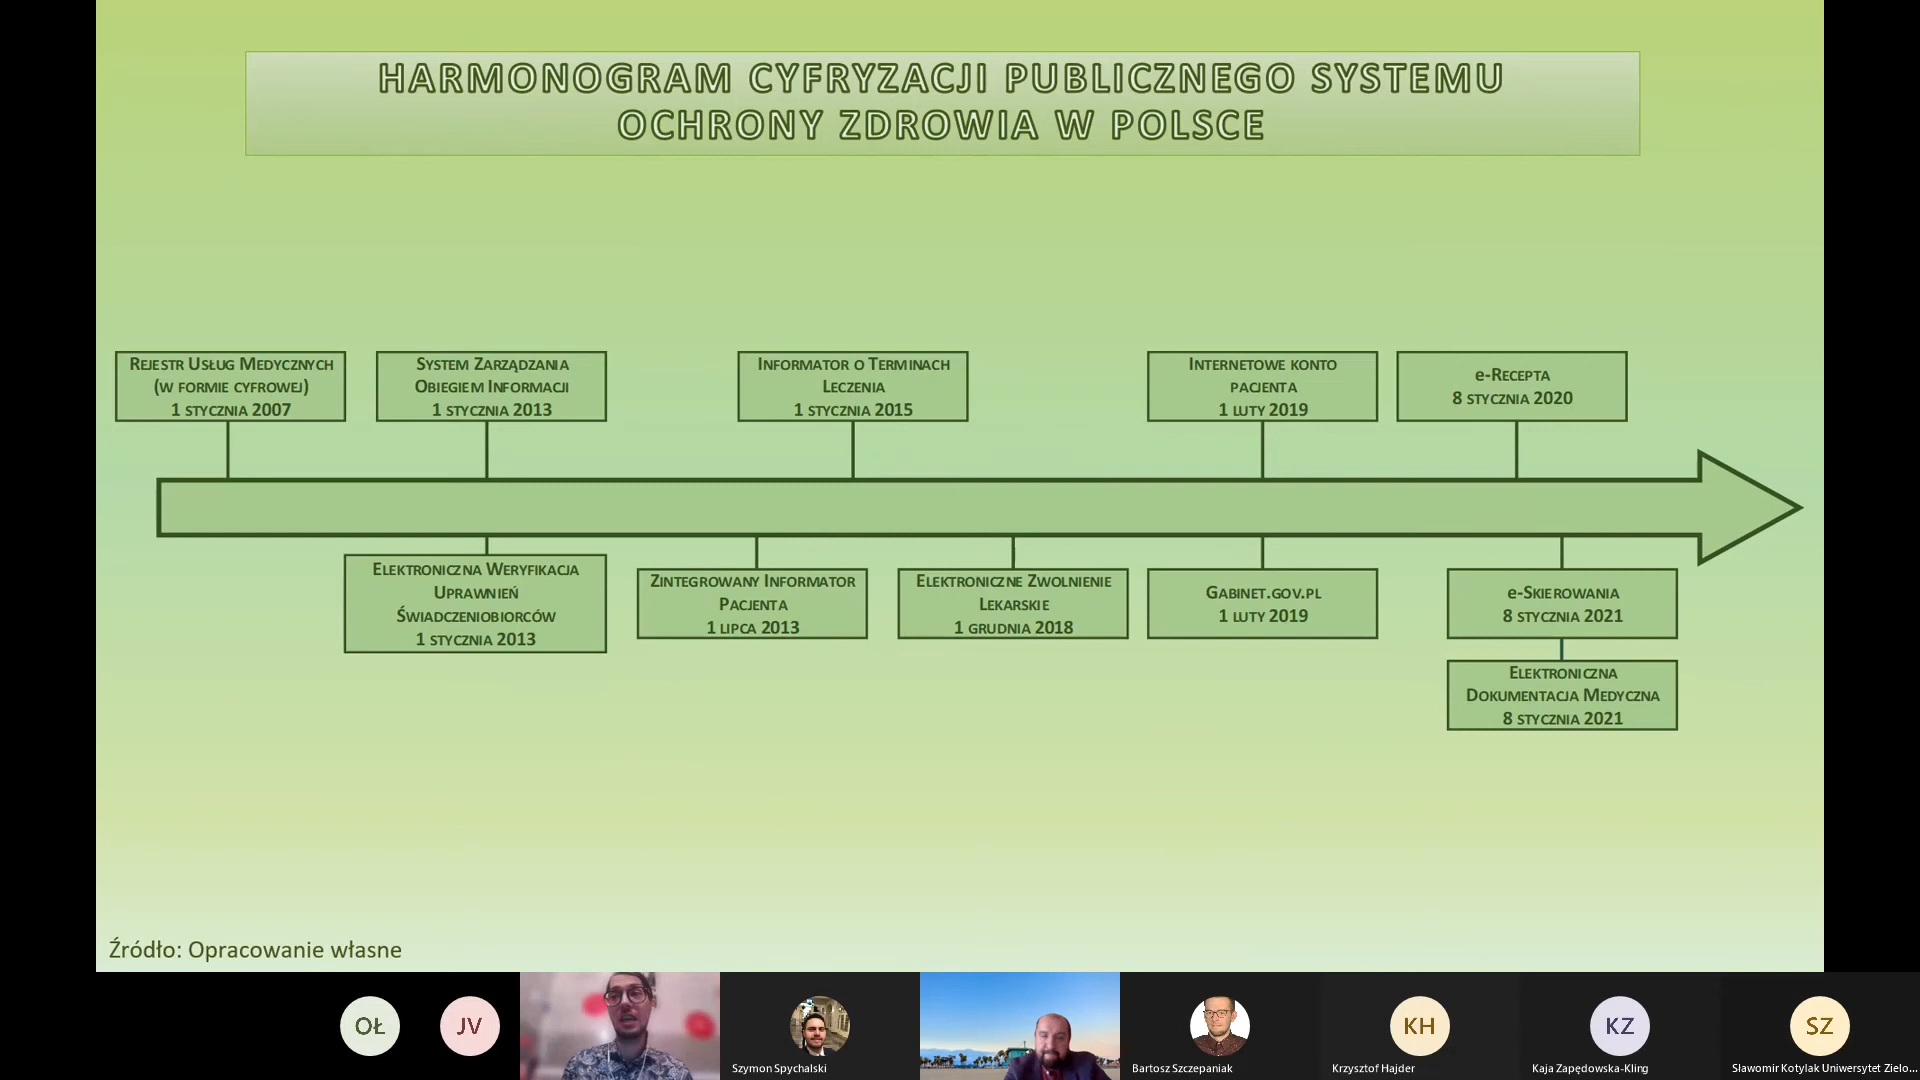 HARMONOGRAM CYFRYZACJI PUBLICZNEGO SYSTEMU
OCHRONY ZDROWIA W POLSCE
REJESTR USŁUG MEDYCZNYCH
(W FORMIE CYFROWEJ)
1 STYCZNIA 2007
SYSTEM ZARZĄDZANIA
OBIEGIEM INFORMACJI
1 STYCZNIA 2013
INFORMATOR O TERMINACH
LECZENIA
1 STYCZNIA 2015
INTERNETOWE KONTO
PACJENTA
1 LUTY 2019
e-RECEPTA
8 STYCZNIA 2020
ELEKTRONICZNA WERYFIKACJA
UPRAWNIEŃ
ŚWIADCZENIOBIORCÓW
1 STYCZNIA 2013
ZINTEGROWANY INFORMATOR
PACJENTA
1 LIPCA 2013
ELEKTRONICZNE ZWOLNIENIE
LEKARSKIE
1 GRUDNIA 2018
GABINET.GOV.PL
1 LUTY 2019
e-SKIEROWANIA
8 STYCZNIA 2021
ELEKTRONICZNA
DOKUMENTACJA MEDYCZNA
8 STYCZNIA 2021
Źródło: Opracowanie własne
OŁ
JV
Szymon Spychalski
Bartosz Szczepaniak
KH
Krzysztof Hajder
KZ
Kaja Zapędowska-Kling
SZ
Sławomir Kotylak Uniwersytet Zielo...